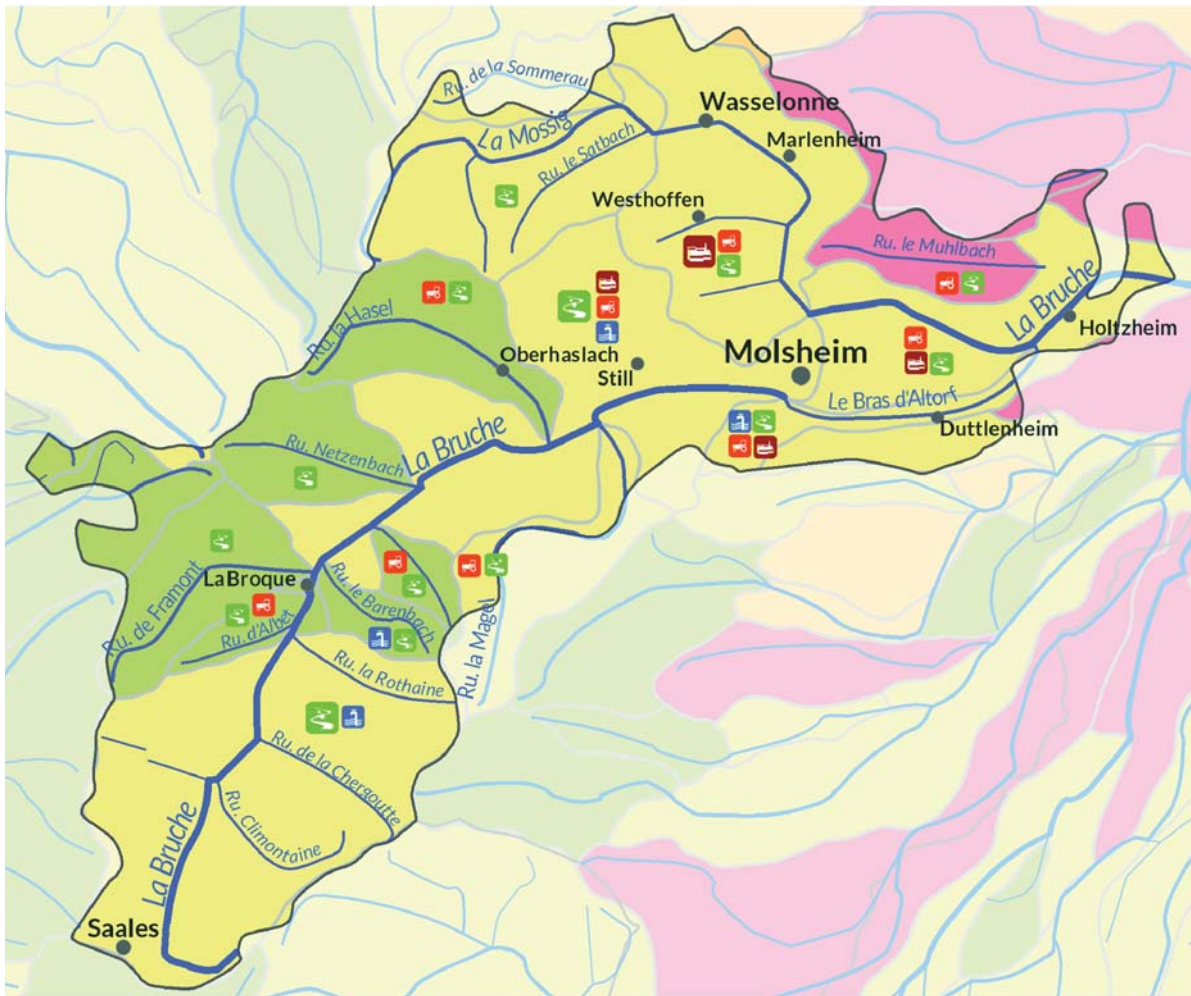 Ru. de la Sommerau
Wasselonne
La Mossig
Marlenheim
Ru. le Satbach
Westhoffen
Ru. le Muhlbach
La Bruche
Ru. la Hasel
Holtzheim
Oberhaslach
Still
Molsheim
Le Bras d'Altorf
Duttlenheim
La Bruche
Ru. Netzenbach
LaBroque
Ru. de Framont
Ru. le Barenbach
Ru. d'Albet
Ru. la Magel
Ru. la Rothaine
Ru. de la Chergoutte
La Bruche
Ru. Climontaine
Saales